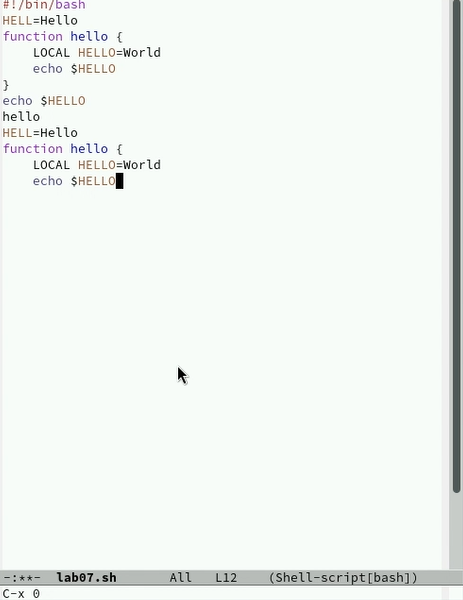 #!/bin/bash
HELL=Hello
function hello {
    LOCAL HELLO=World
    echo $HELLO
}
echo $HELLO
hello
HELL=Hello
function hello {
    LOCAL HELLO=World
    echo $HELLO
-:**-  lab07.sh       All   L12    (Shell-script[bash])
C-x 0